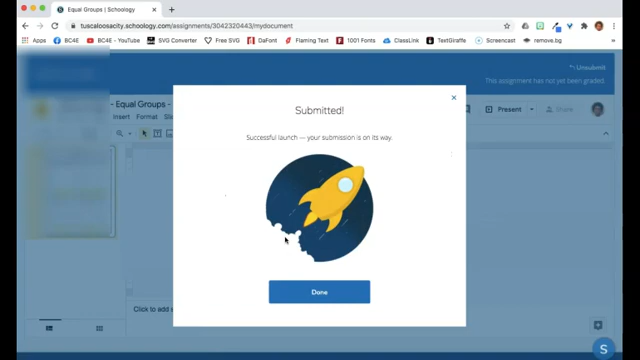 Equal Groups | Schoology
tuscaloosacity.schoology.com/assignments/3042320443/mydocument
Apps BC4E BC4E - YouTube SVG Converter Free SVG DaFont Flaming Text 1001 Fonts ClassLink TextGiraffe Screencast remove.bg
Unsubmit
This assignment has not yet been graded.
- Equal Groups -
Present
Share
Insert Format
Submitted!
Successful launch — your submission is on its way.
Done
Click to add s
S